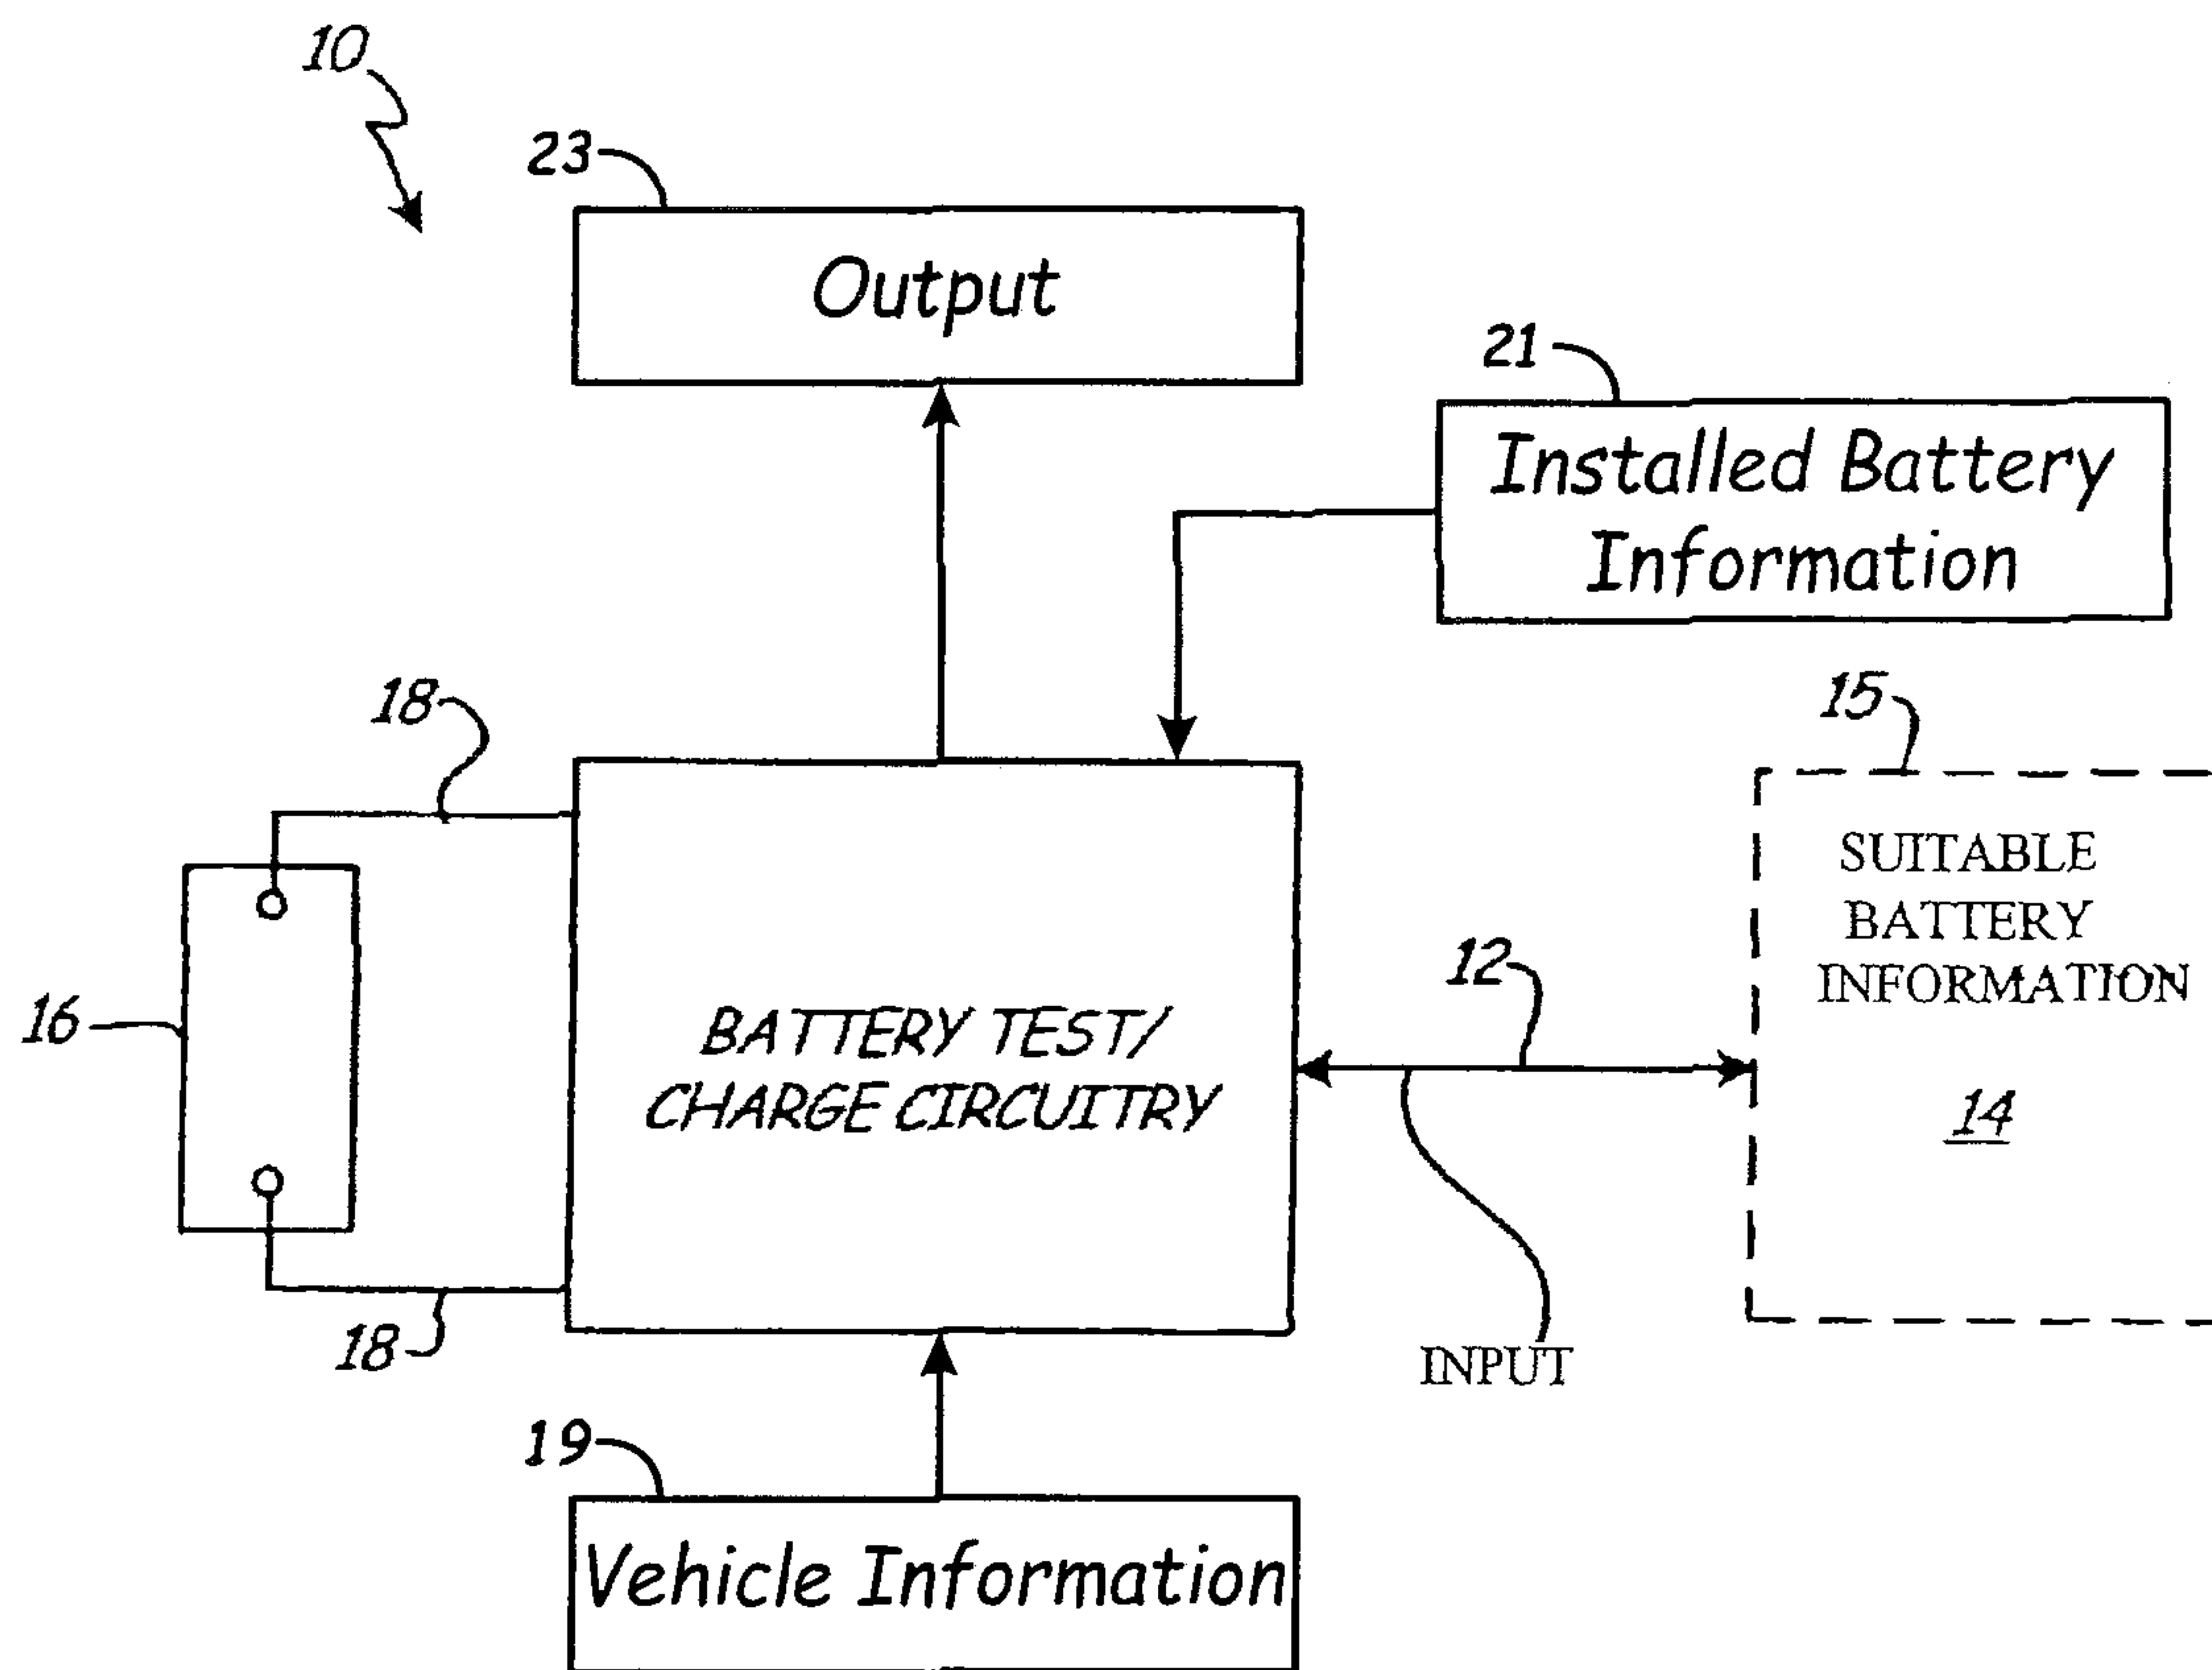 10
23
Output
21
Installed Battery
Information
18
15
SUITABLE
BATTERY
INFORMATION
12
14
16
BATTERY TEST/
CHARGE CIRCUITRY
18
INPUT
19
Vehicle Information